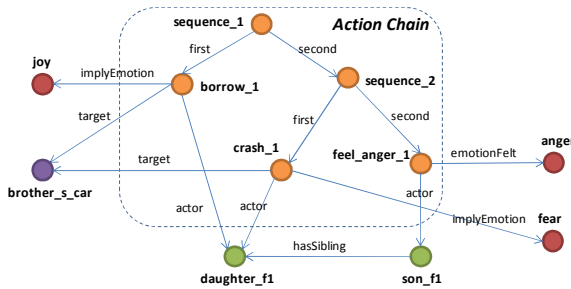 sequence_1
Action Chain
first
second
joy
implyEmotion
borrow_1
sequence_2
target
first
second
crash_1
feel_anger_1
emotionFelt
anger
target
brother_s_car
actor
actor
actor
implyEmotion
fear
hasSibling
daughter_f1
son_f1